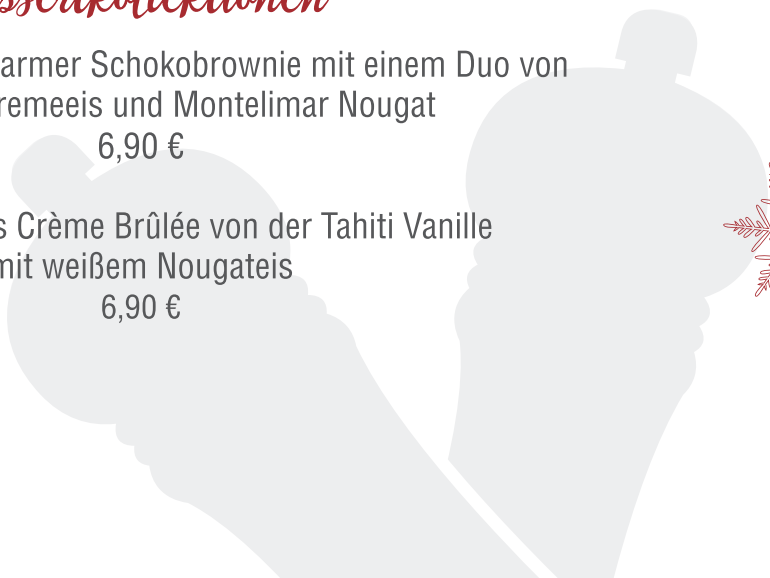 ssertkollektionen
armer Schokobrownie mit einem Duo von
remeeis und Montelimar Nougat
6,90 €
s Crème Brûlée von der Tahiti Vanille
mit weißem Nougateis
6,90 €